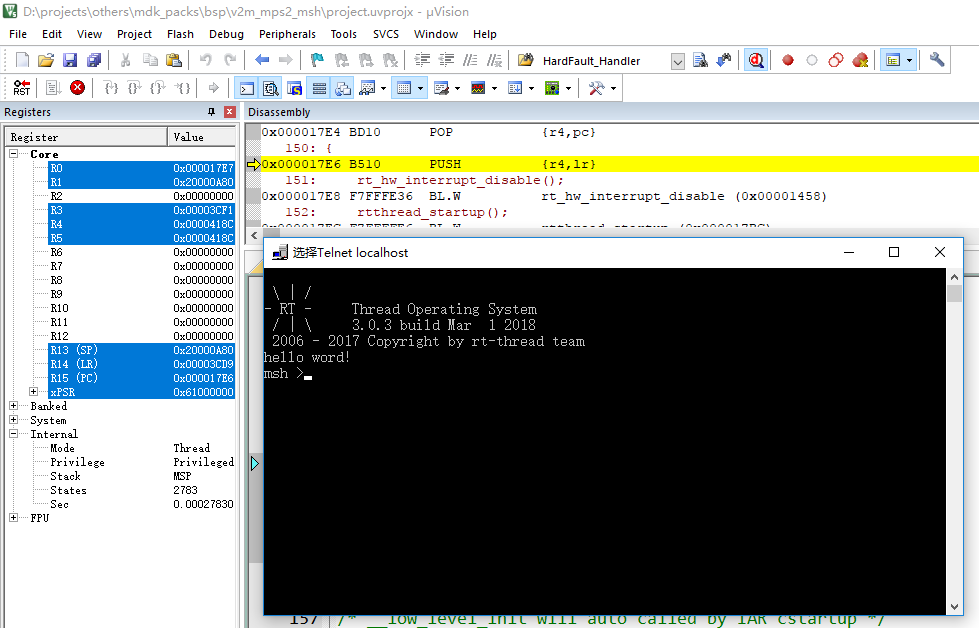 D:\projects\others\mdk_packs\bsp\v2m_mps2_msh\project.uvprojx - µVision
File Edit View Project Flash Debug Peripherals Tools SVCS Window Help
HardFault_Handler
RST
Registers
Register Value
Core
R0 0x000017E7
R1 0x20000A80
R2 0x00000000
R3 0x00003CF1
R4 0x0000418C
R5 0x0000418C
R6 0x00000000
R7 0x00000000
R8 0x00000000
R9 0x00000000
R10 0x00000000
R11 0x00000000
R12 0x00000000
R13 (SP) 0x20000A80
R14 (LR) 0x00003CD9
R15 (PC) 0x000017E6
xPSR 0x61000000
Banked
System
Internal
Mode Thread
Privilege Privileged
Stack MSP
States 2783
Sec 0.00027830
FPU
Disassembly
0x000017E4 BD10 POP {r4,pc}
150: {
0x000017E6 B510 PUSH {r4,lr}
151: rt_hw_interrupt_disable();
0x000017E8 F7FFFE36 BL.W rt_hw_interrupt_disable (0x00001458)
152: rtthread_startup();
选择Telnet localhost
\ | /
- RT - Thread Operating System
/ | \ 3.0.3 build Mar 1 2018
2006 - 2017 Copyright by rt-thread team
hello word!
msh >
157 /* __low_level_init will auto called by IAR cstartup */